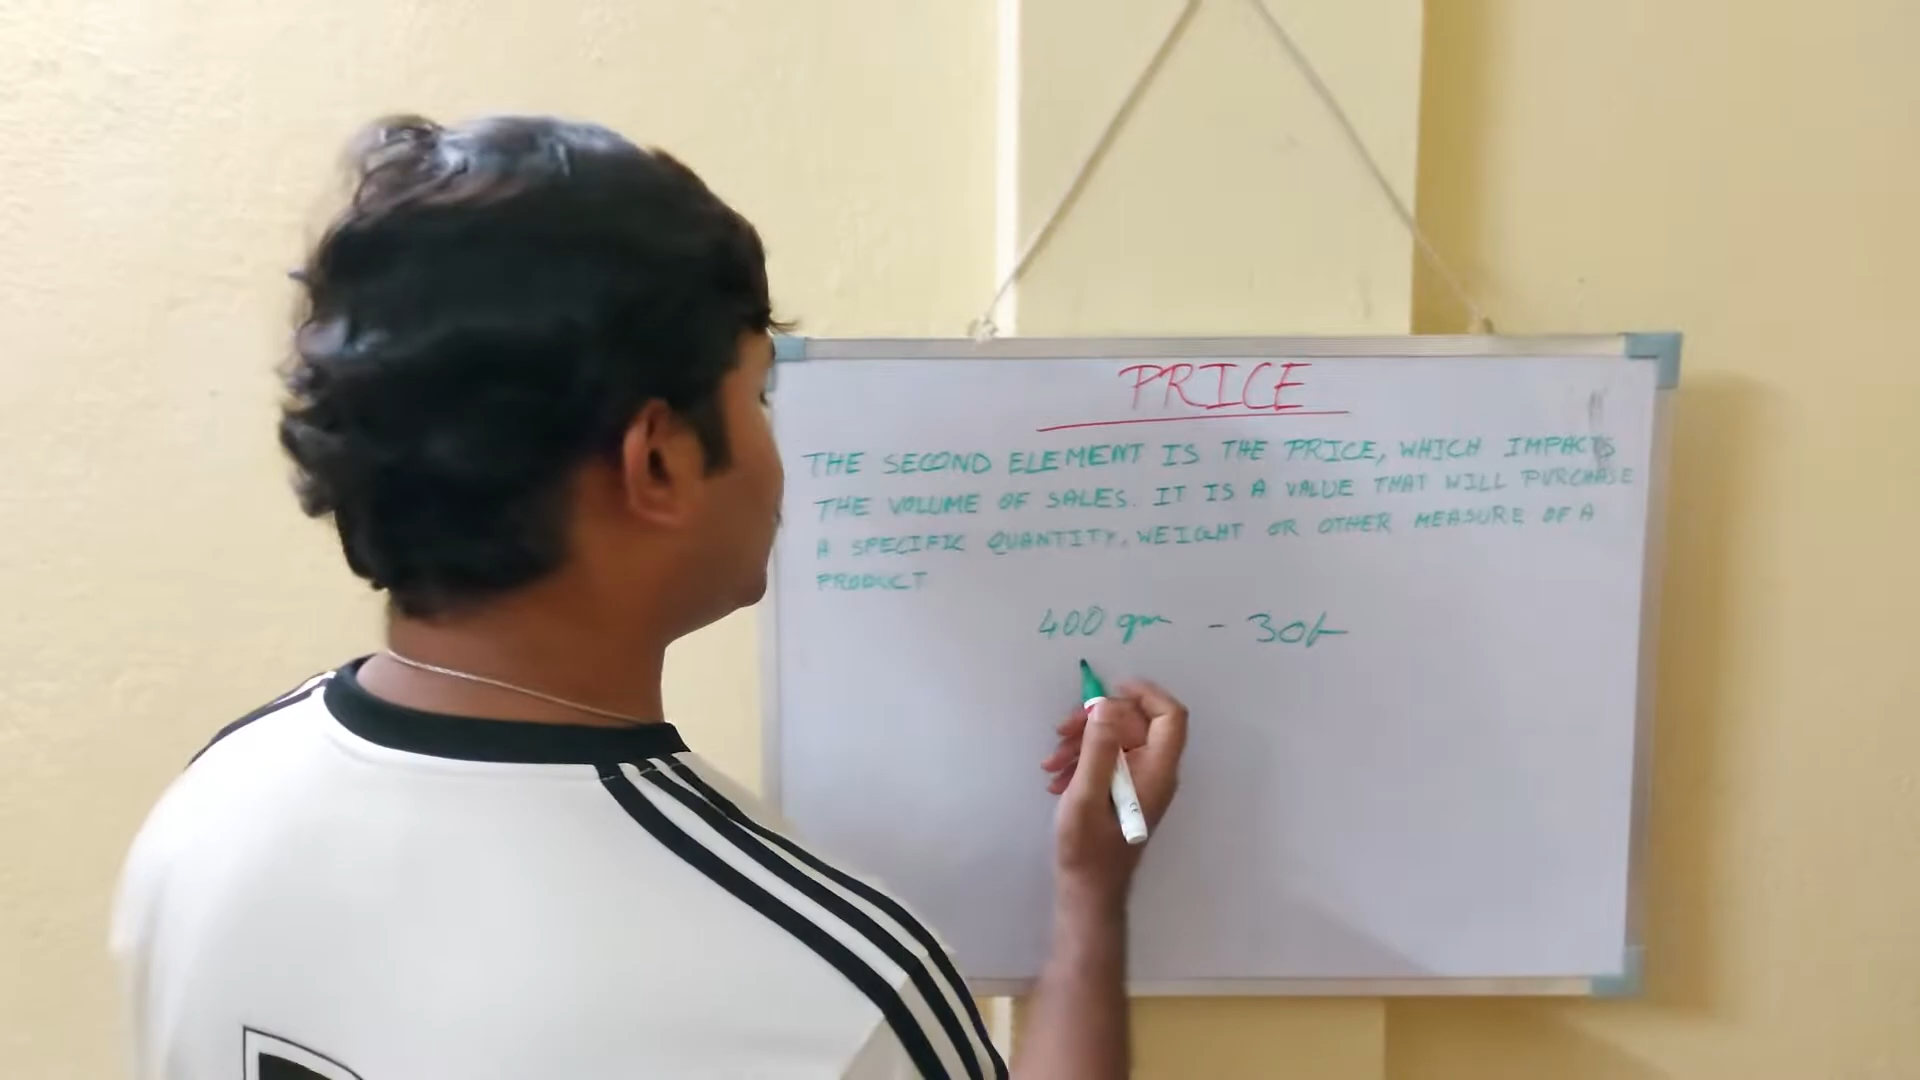 PRICE
THE SECOND ELEMENT IS THE PRICE, WHICH IMPACTS
THE VOLUME OF SALES. IT IS A VALUE THAT WILL PURCHASE
A SPECIFIC QUANTITY, WEIGHT OR OTHER MEASURE OF A
PRODUCT
400 gm - 30/-